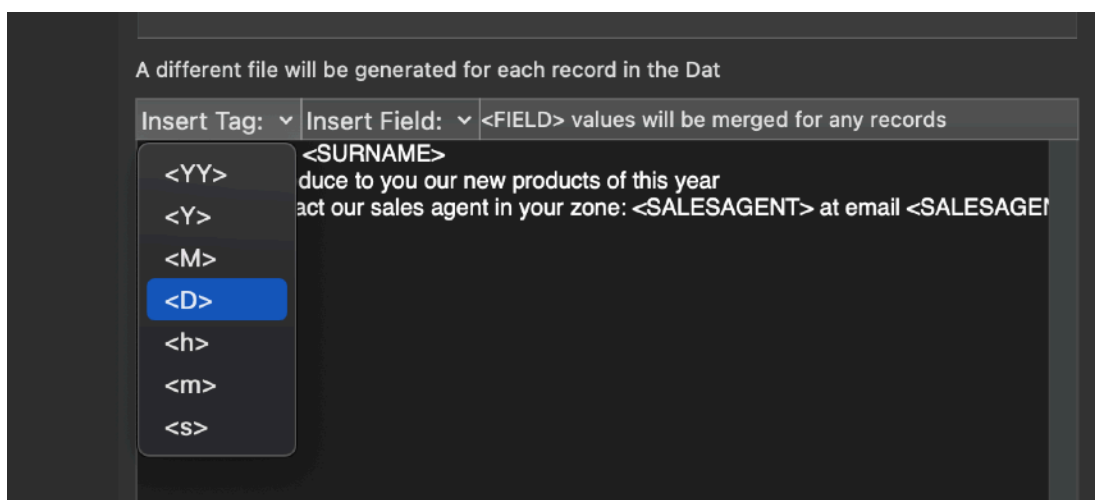 A different file will be generated for each record in the Dat
Insert Tag: Insert Field: <FIELD> values will be merged for any records
<SURNAME>
<YY>
duce to you our new products of this year
<Y>
act our sales agent in your zone: <SALESAGENT> at email <SALESAGE
<M>
<D>
<h>
<m>
<s>